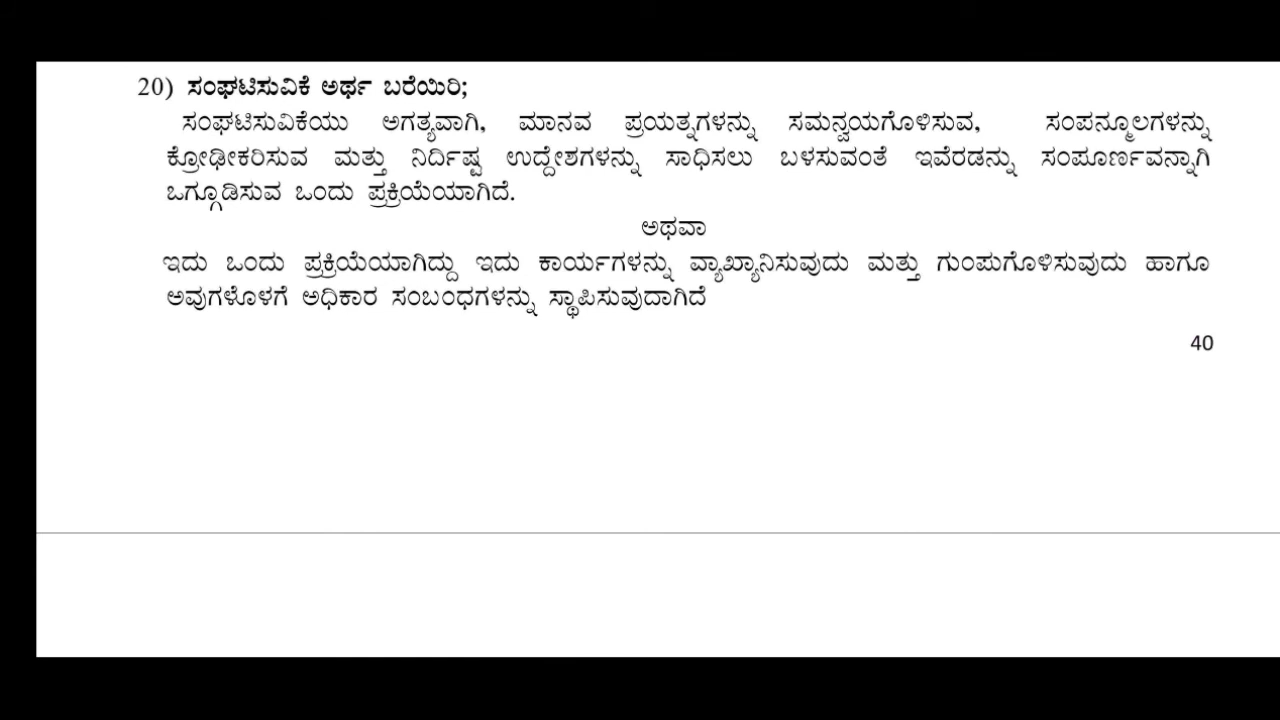 20) ಸಂಘಟಿಸುವಿಕೆ ಅರ್ಥ ಬರೆಯಿರಿ;
ಸಂಘಟಿಸುವಿಕೆಯು ಅಗತ್ಯವಾಗಿ, ಮಾನವ ಪ್ರಯತ್ನಗಳನ್ನು ಸಮನ್ವಯಗೊಳಿಸುವ, ಸಂಪನ್ಮೂಲಗಳನ್ನು
ಕ್ರೋಢೀಕರಿಸುವ ಮತ್ತು ನಿರ್ದಿಷ್ಟ ಉದ್ದೇಶಗಳನ್ನು ಸಾಧಿಸಲು ಬಳಸುವಂತೆ ಇವೆರಡನ್ನು ಸಂಪೂರ್ಣವನ್ನಾಗಿ
ಒಗ್ಗೂಡಿಸುವ ಒಂದು ಪ್ರಕ್ರಿಯೆಯಾಗಿದೆ.
ಅಥವಾ
ಇದು ಒಂದು ಪ್ರಕ್ರಿಯೆಯಾಗಿದ್ದು ಇದು ಕಾರ್ಯಗಳನ್ನು ವ್ಯಾಖ್ಯಾನಿಸುವುದು ಮತ್ತು ಗುಂಪುಗೊಳಿಸುವುದು ಹಾಗೂ
ಅವುಗಳೊಳಗೆ ಅಧಿಕಾರ ಸಂಬಂಧಗಳನ್ನು ಸ್ಥಾಪಿಸುವುದಾಗಿದೆ
40